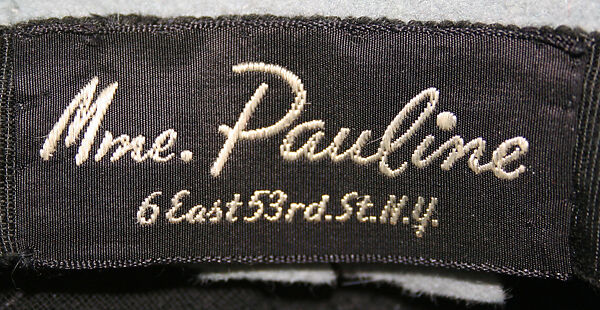 Mme. Pauline
6 East 53rd. St. N.Y.